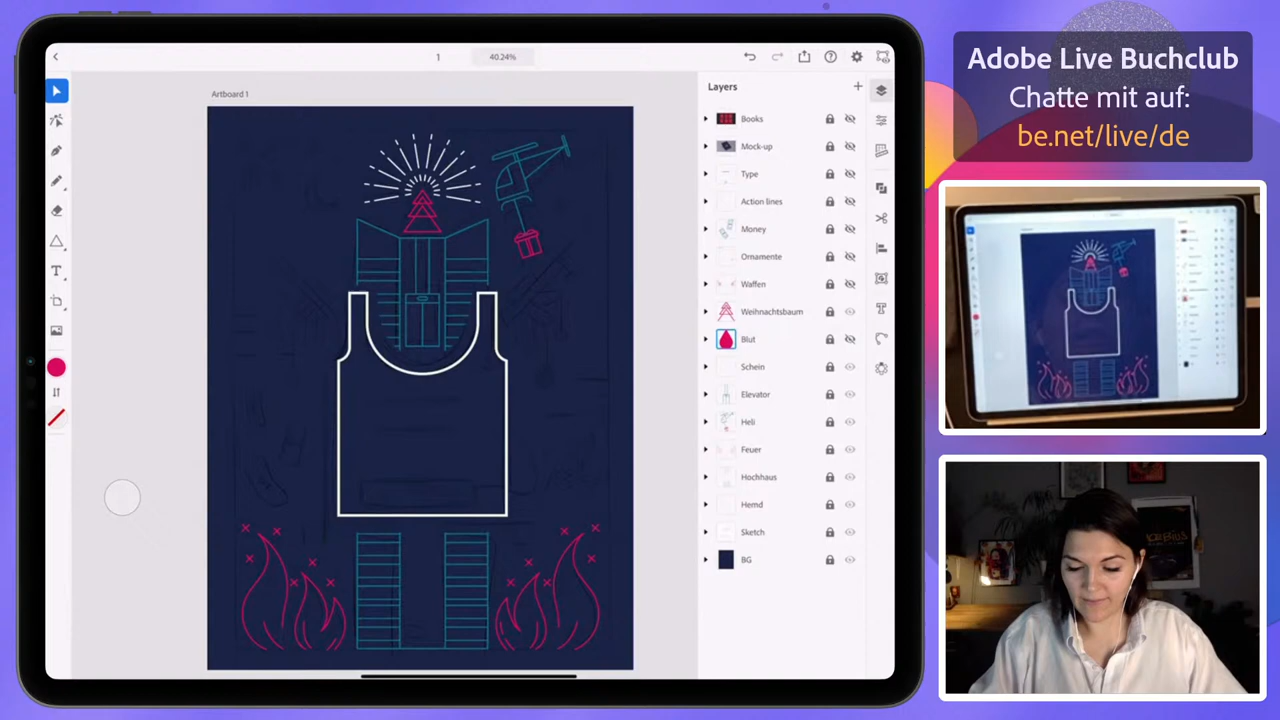 1
40.24%
Artboard 1
Layers
Books
Mock-up
Type
Action lines
Money
Ornamente
Waffen
Weihnachtsbaum
Blut
Schein
Elevator
Heli
Feuer
Hochhaus
Hemd
Sketch
BG
Adobe Live Buchclub
Chatte mit auf:
be.net/live/de